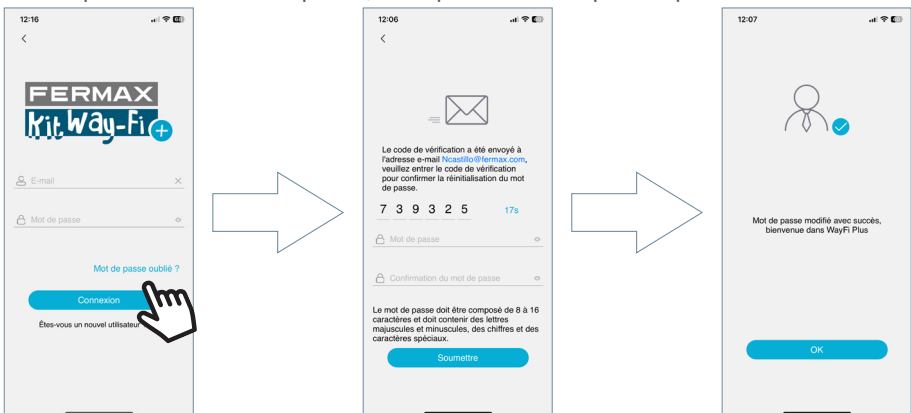 12:16
FERMAX
Kit Way-Fi+
E-mail
Mot de passe
Mot de passe oublié ?
Connexion
Êtes-vous un nouvel utilisateur
12:06
Le code de vérification a été envoyé à
l'adresse e-mail Ncastillo@fermax.com,
veuillez entrer le code de vérification
pour confirmer la réinitialisation du mot
de passe.
7 3 9 3 2 5 17s
Mot de passe
Confirmation du mot de passe
Le mot de passe doit être composé de 8 à 16
caractères et doit contenir des lettres
majuscules et minuscules, des chiffres et des
caractères spéciaux.
Soumettre
12:07
Mot de passe modifié avec succès,
bienvenue dans WayFi Plus
OK